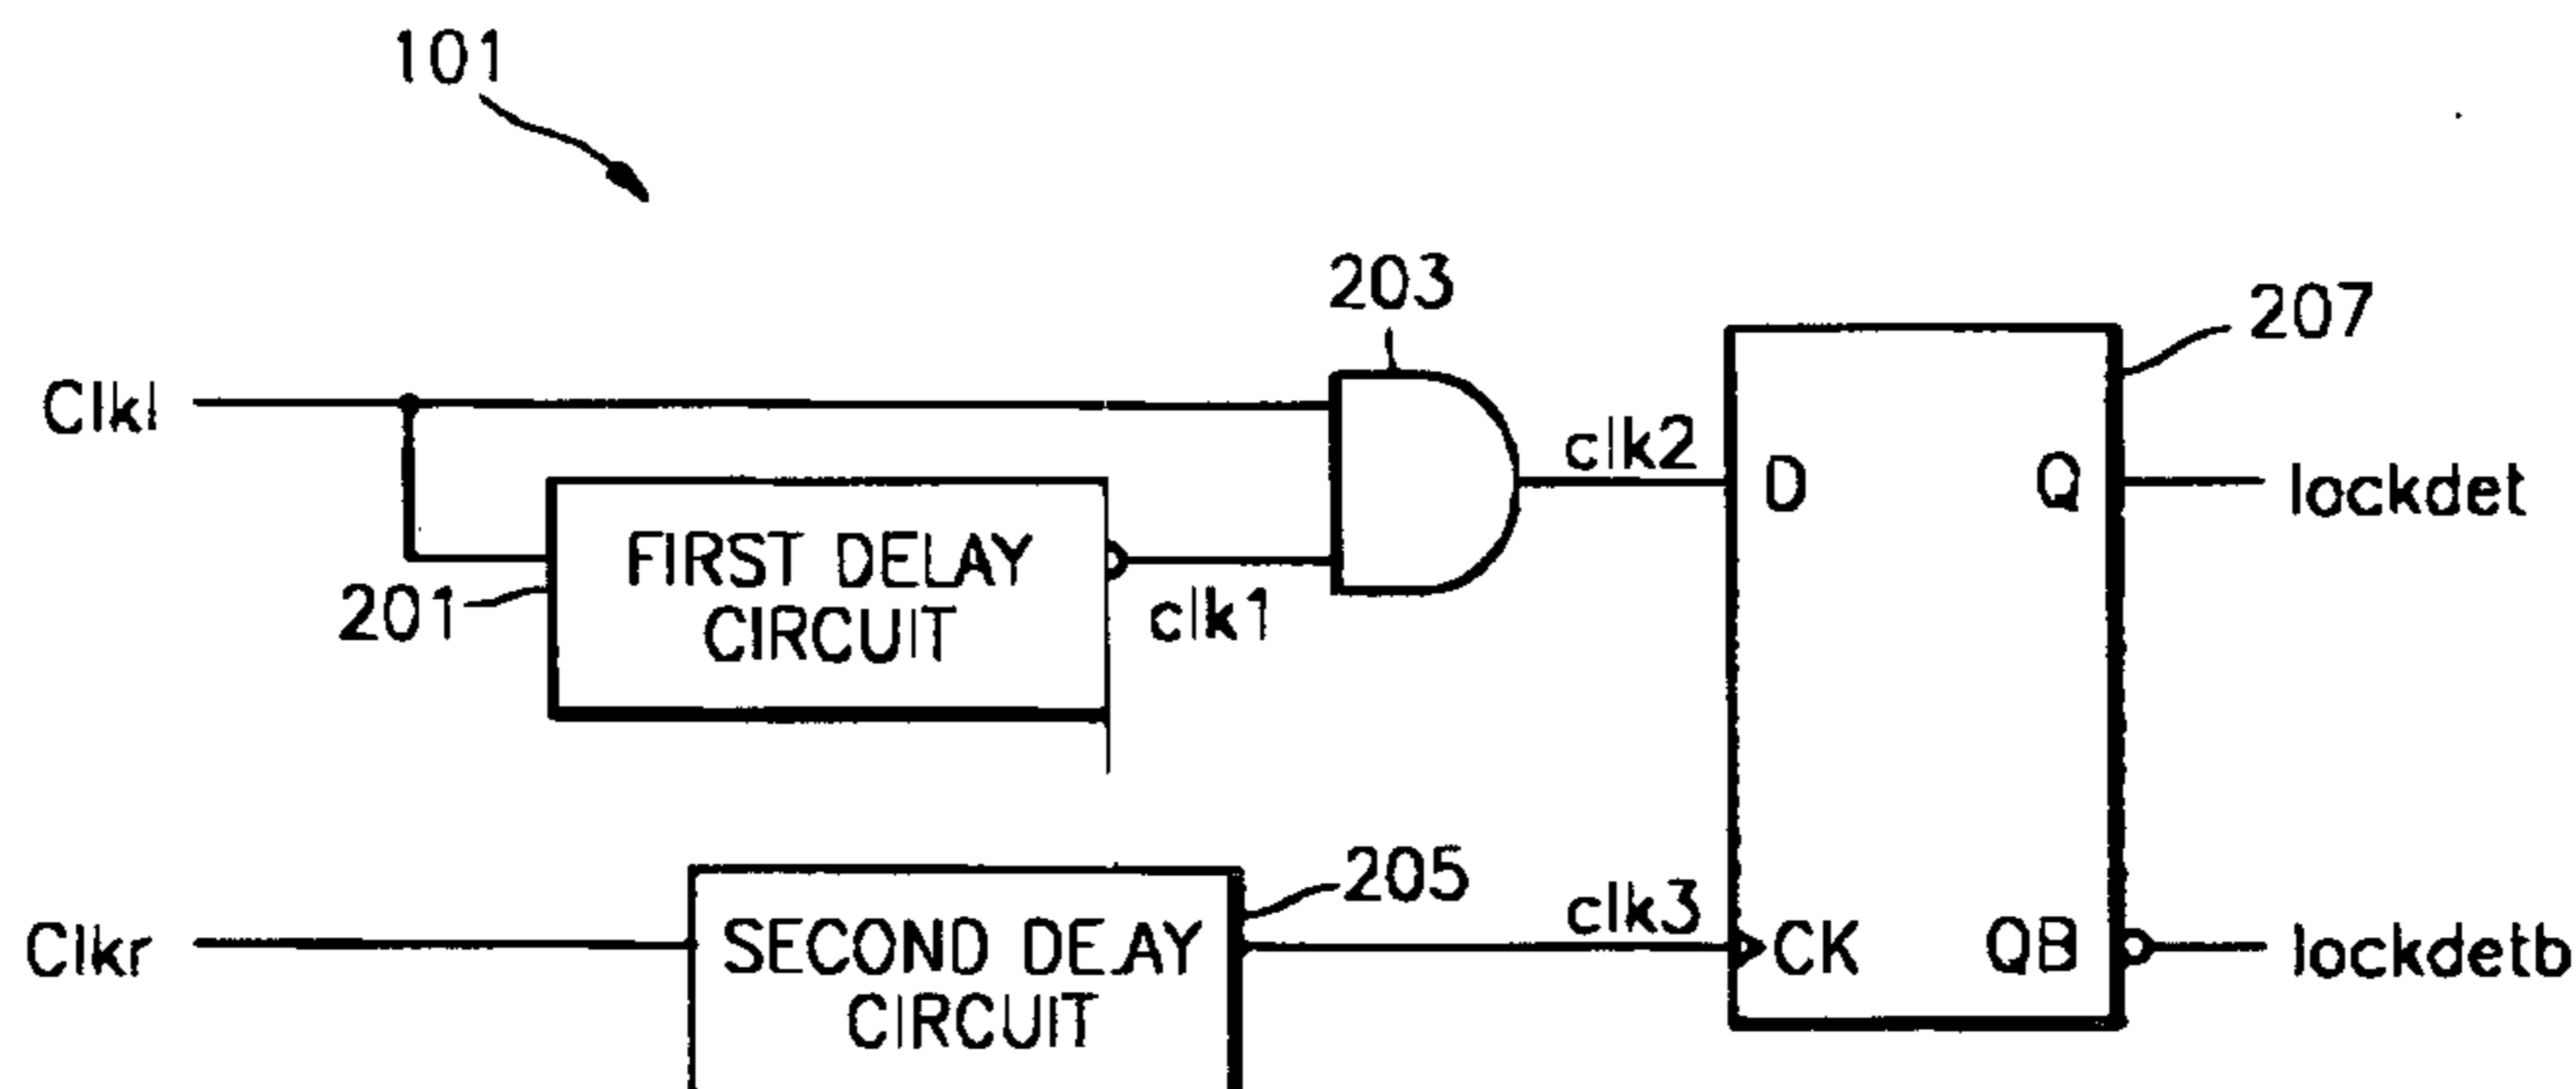 101
203
207
Clkl
clk2
D
Q
lockdet
FIRST DELAY
CIRCUIT
201
clk1
205
Clkr
SECOND DELAY
CIRCUIT
clk3
CK
QB
lockdetb